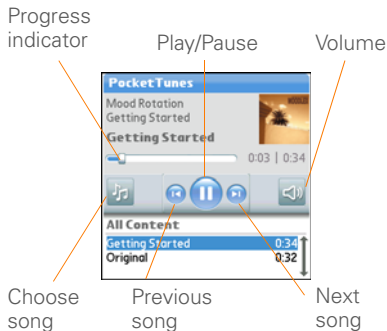 Progress
indicator
Play/Pause
Volume
PocketTunes
Mood Rotation
Getting Started
Getting Started
0:03 | 0:34
All Content
Getting Started 0:34
Original 0:32
Choose
song
Previous
song
Next
song